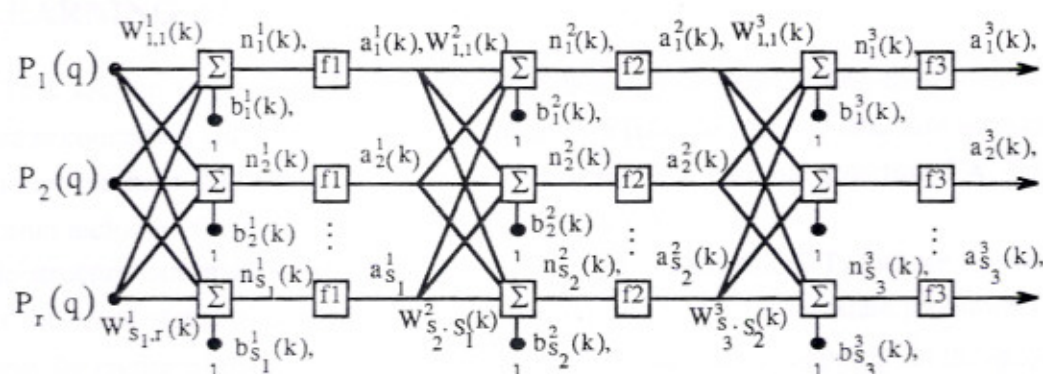 W¹₁,₁(k) n¹₁(k), a¹₁(k), W²₁,₁(k) n²₁(k), a²₁(k), W³₁,₁(k) n³₁(k), a³₁(k),
P₁(q) Σ f1 Σ f2 Σ f3
b¹₁(k), b²₁(k), b³₁(k),
1 1 1
n¹₂(k) a¹₂(k) n²₂(k) a²₂(k) a³₂(k),
P₂(q) Σ f1 Σ f2 Σ f3
b¹₂(k) b²₂(k)
1 ⋮ 1 ⋮ 1 ⋮
n¹S₁(k) a¹S₁ n²S₂(k), a²S₂(k), n³S₃(k), a³S₃(k),
Pᵣ(q) Σ f1 Σ f2 Σ f3
W¹S₁,r(k) W²S₂·S₁(k) W³S₃·S₂(k)
b¹S₁(k), b²S₂(k), b³S₃(k),
1 1 1